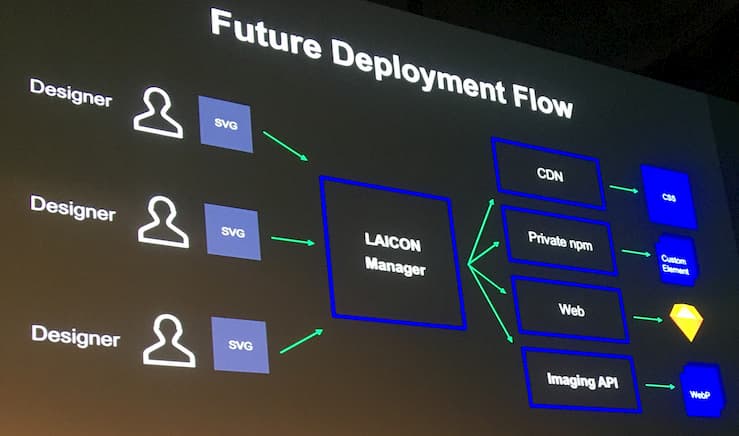 Future Deployment Flow
Designer
SVG
Designer
SVG
Designer
SVG
LAICON
Manager
CDN
CSS
Private npm
Custom
Element
Web
Imaging API
WebP